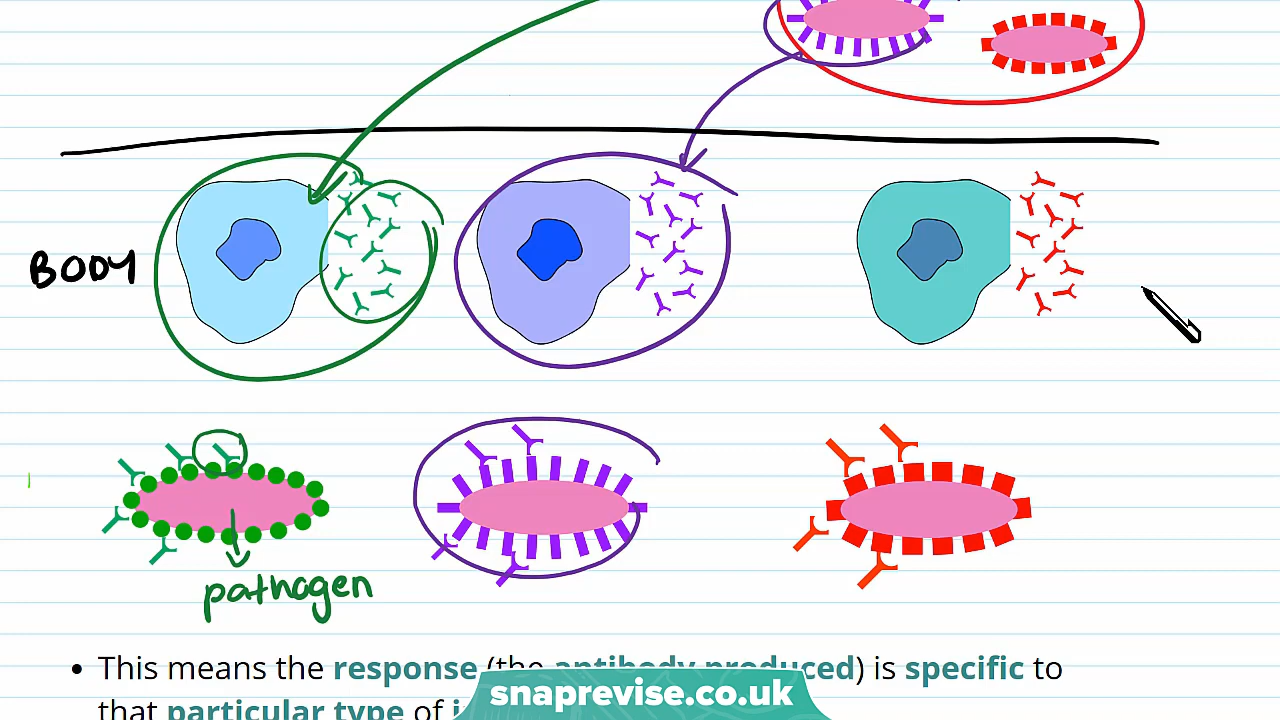 BODY
pathogen
• This means the response (the antibody produced) is specific to
that particular type of
snaprevise.co.uk